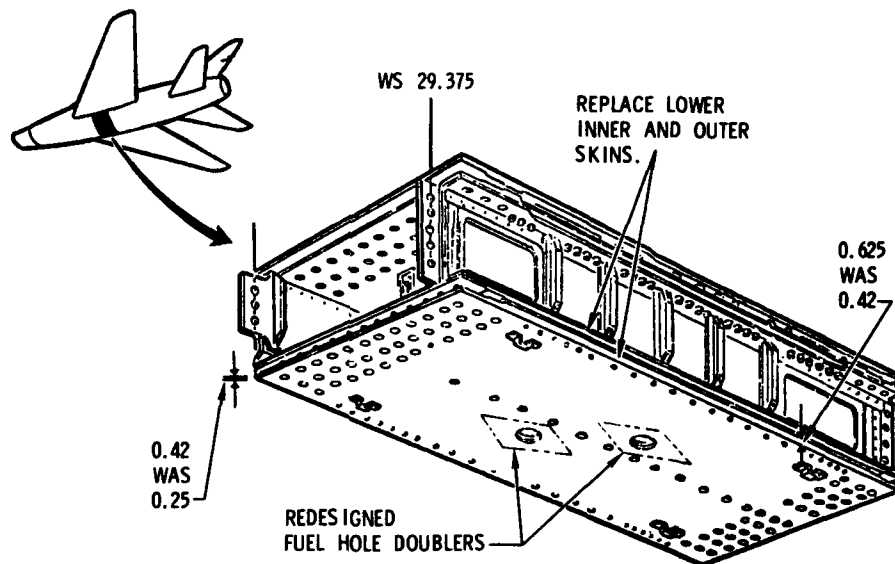 WS 29.375
REPLACE LOWER
INNER AND OUTER
SKINS.
0.625
WAS
0.42
0.42
WAS
0.25
REDESIGNED
FUEL HOLE DOUBLERS